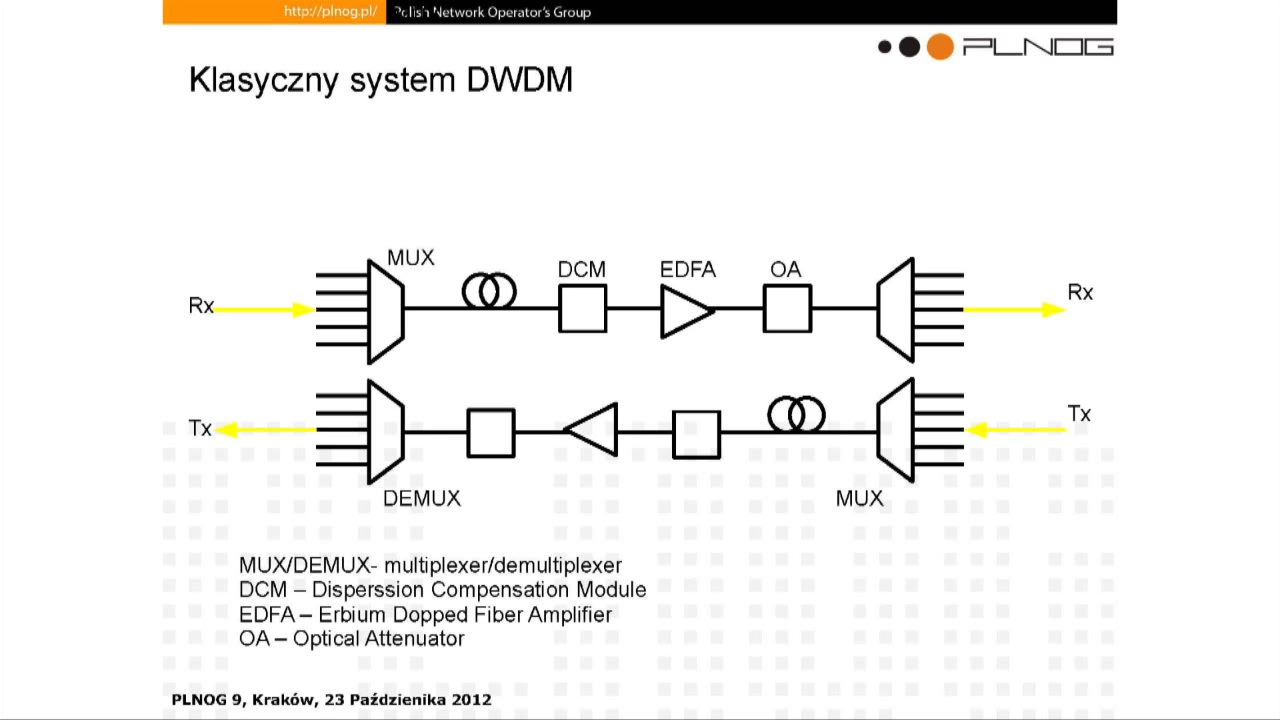 http://plnog.pl/ Polish Network Operator's Group
PLNOG
Klasyczny system DWDM
MUX
DCM EDFA OA
Rx
Rx
Tx
Tx
DEMUX MUX
MUX/DEMUX- multiplexer/demultiplexer
DCM – Disperssion Compensation Module
EDFA – Erbium Dopped Fiber Amplifier
OA – Optical Attenuator
PLNOG 9, Kraków, 23 Paździenika 2012